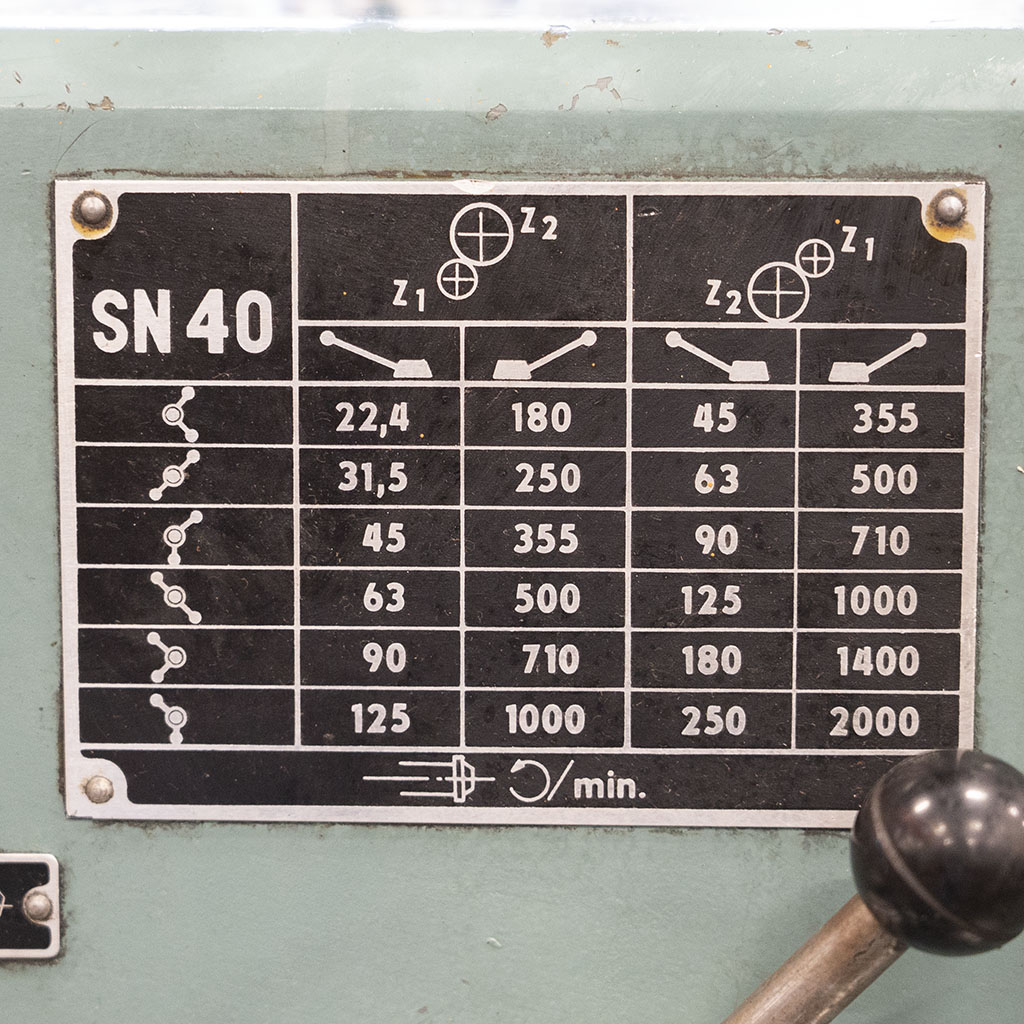 Z2
Z1
Z1
Z2
SN 40
22,4 180 45 355
31,5 250 63 500
45 355 90 710
63 500 125 1000
90 710 180 1400
125 1000 250 2000
/min.